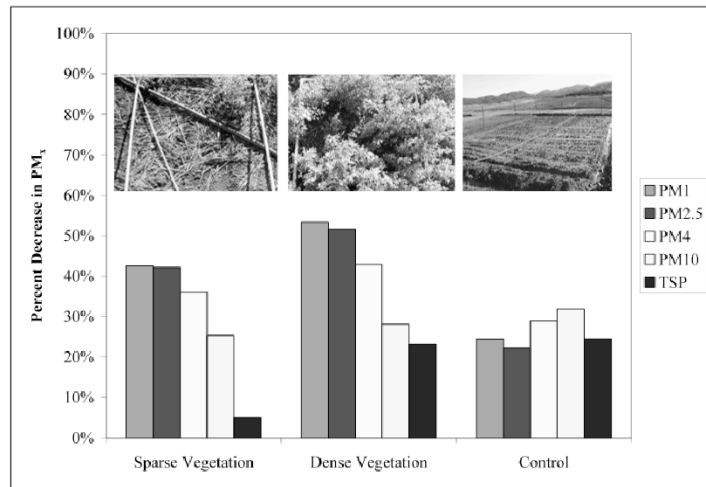 100%
90%
80%
70%
60%
50%
40%
30%
20%
10%
0%
Percent Decrease in PMx
Sparse Vegetation
Dense Vegetation
Control
PM1
PM2.5
PM4
PM10
TSP